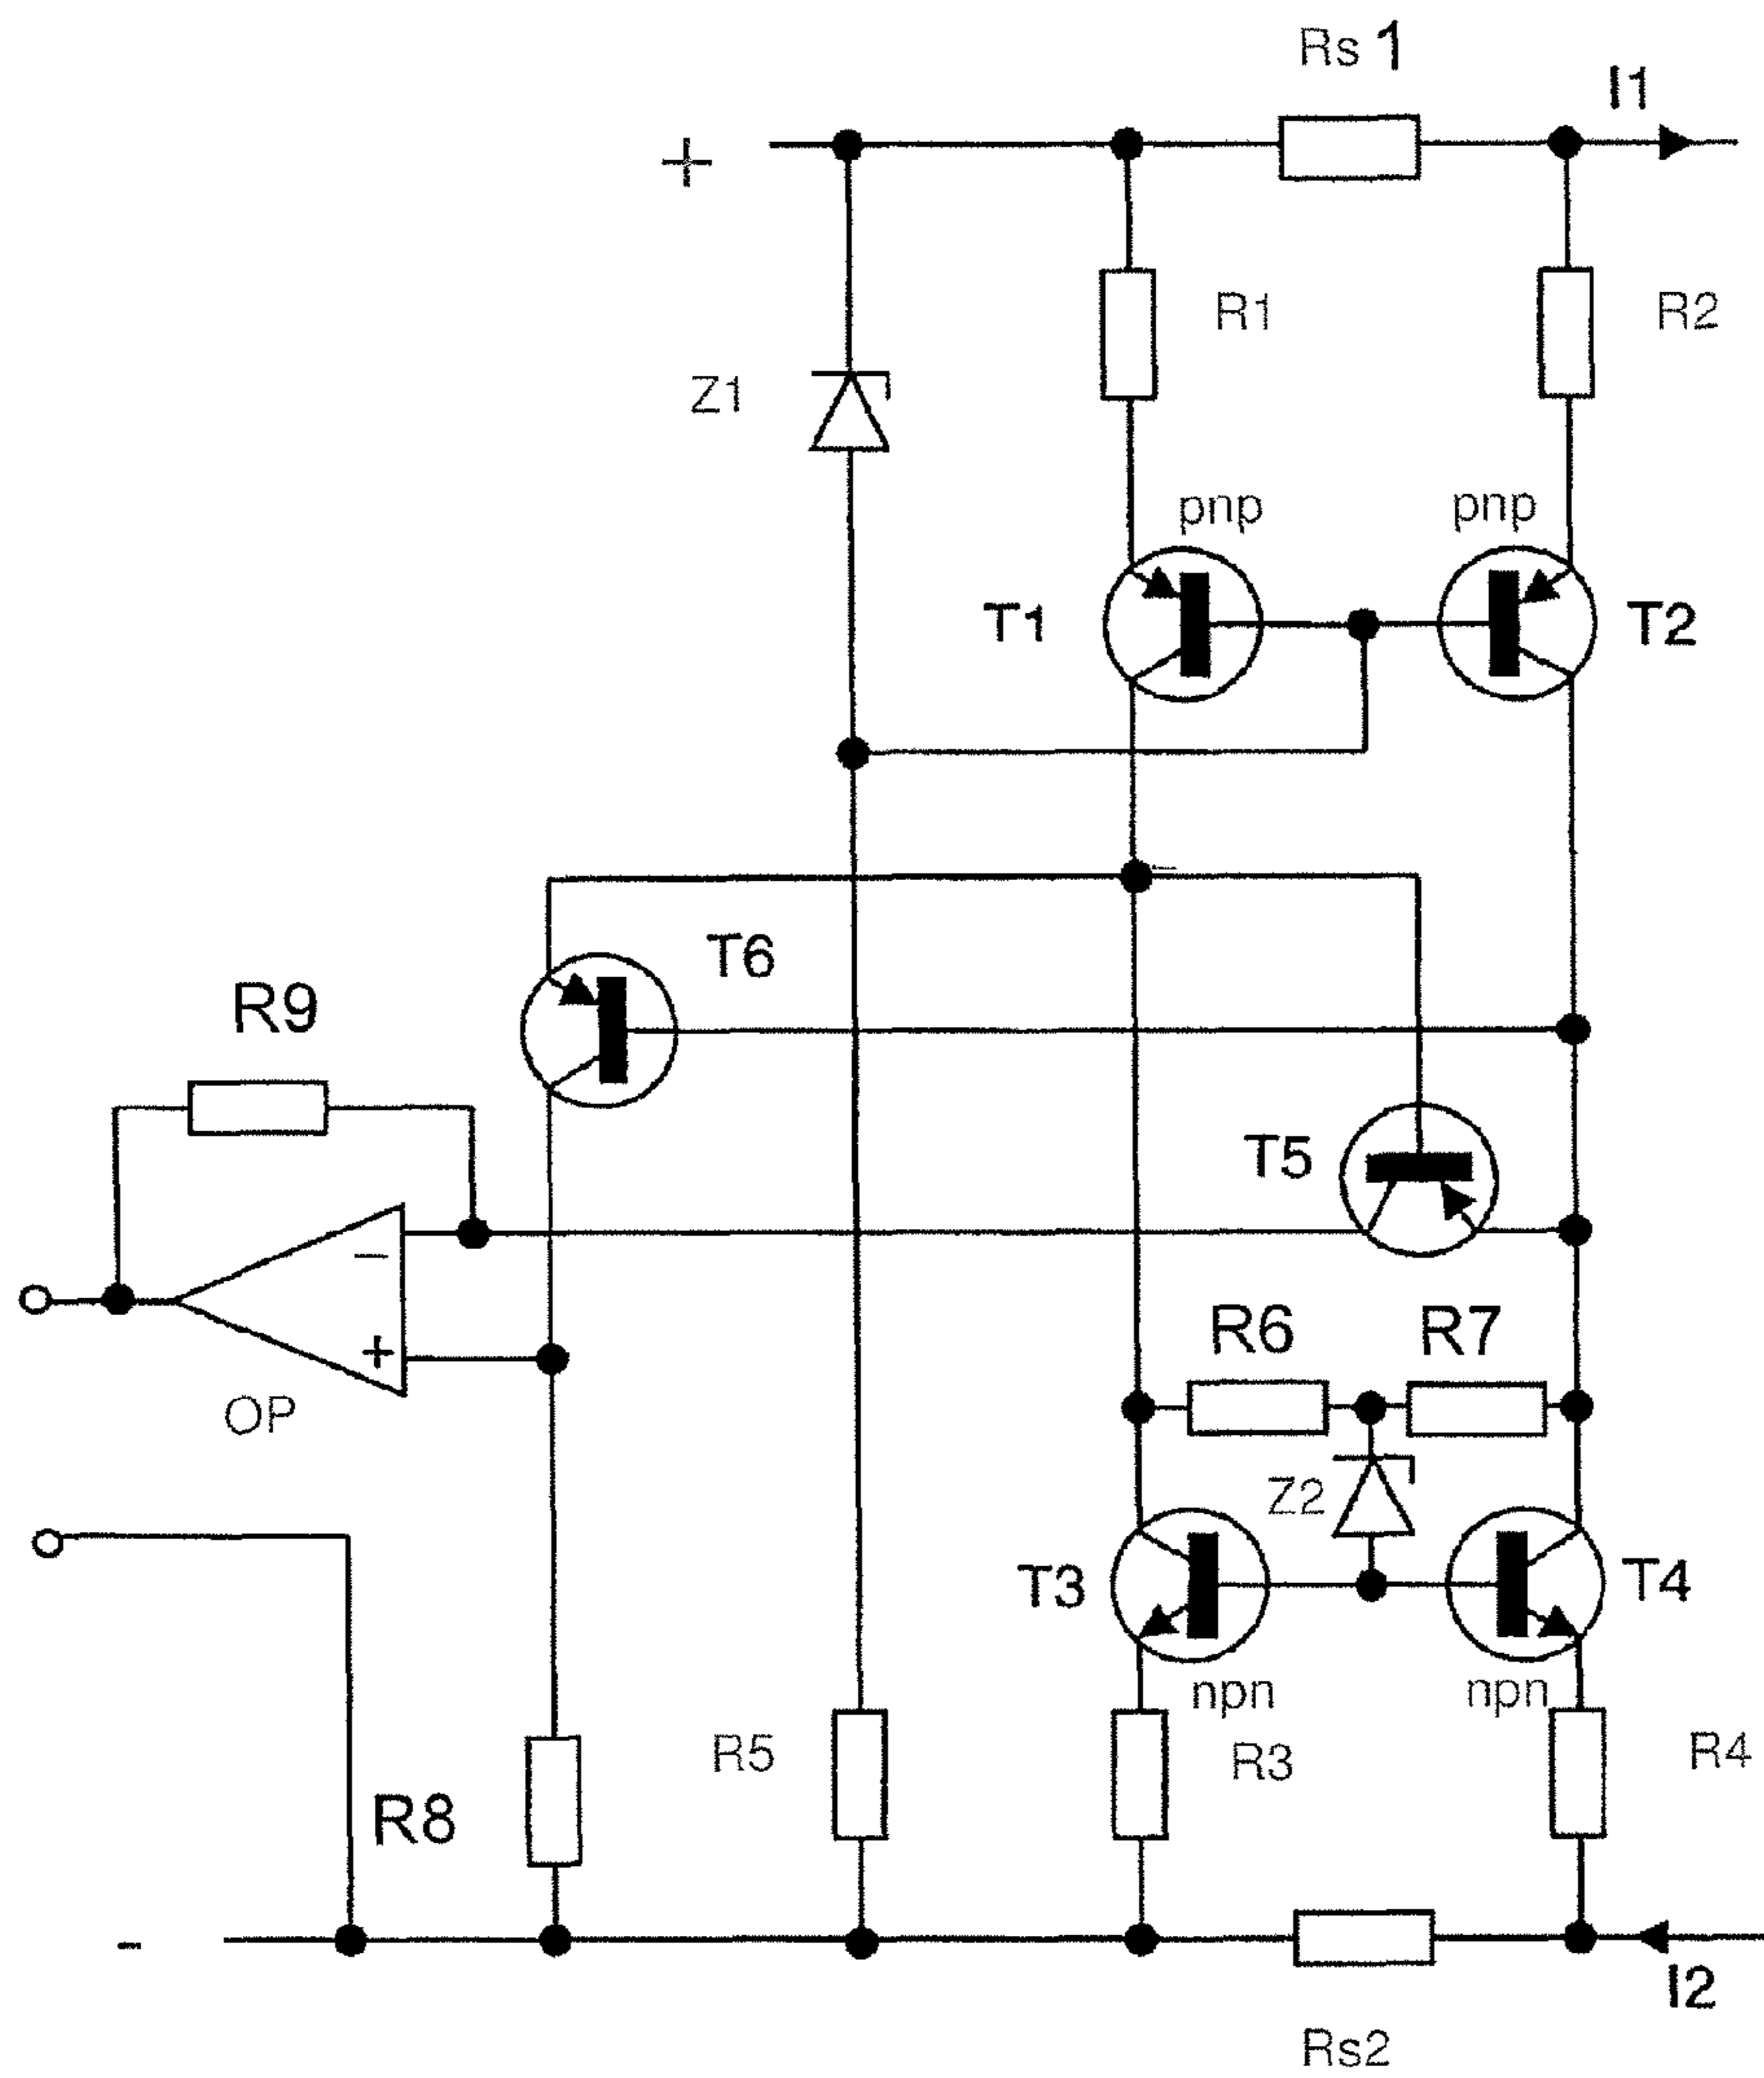 Rs 1
I1
+
R1
R2
Z1
pnp
pnp
T1
T2
T6
R9
T5
−
R6
R7
+
OP
Z2
T3
T4
npn
npn
R5
R3
R4
R8
-
I2
Rs2